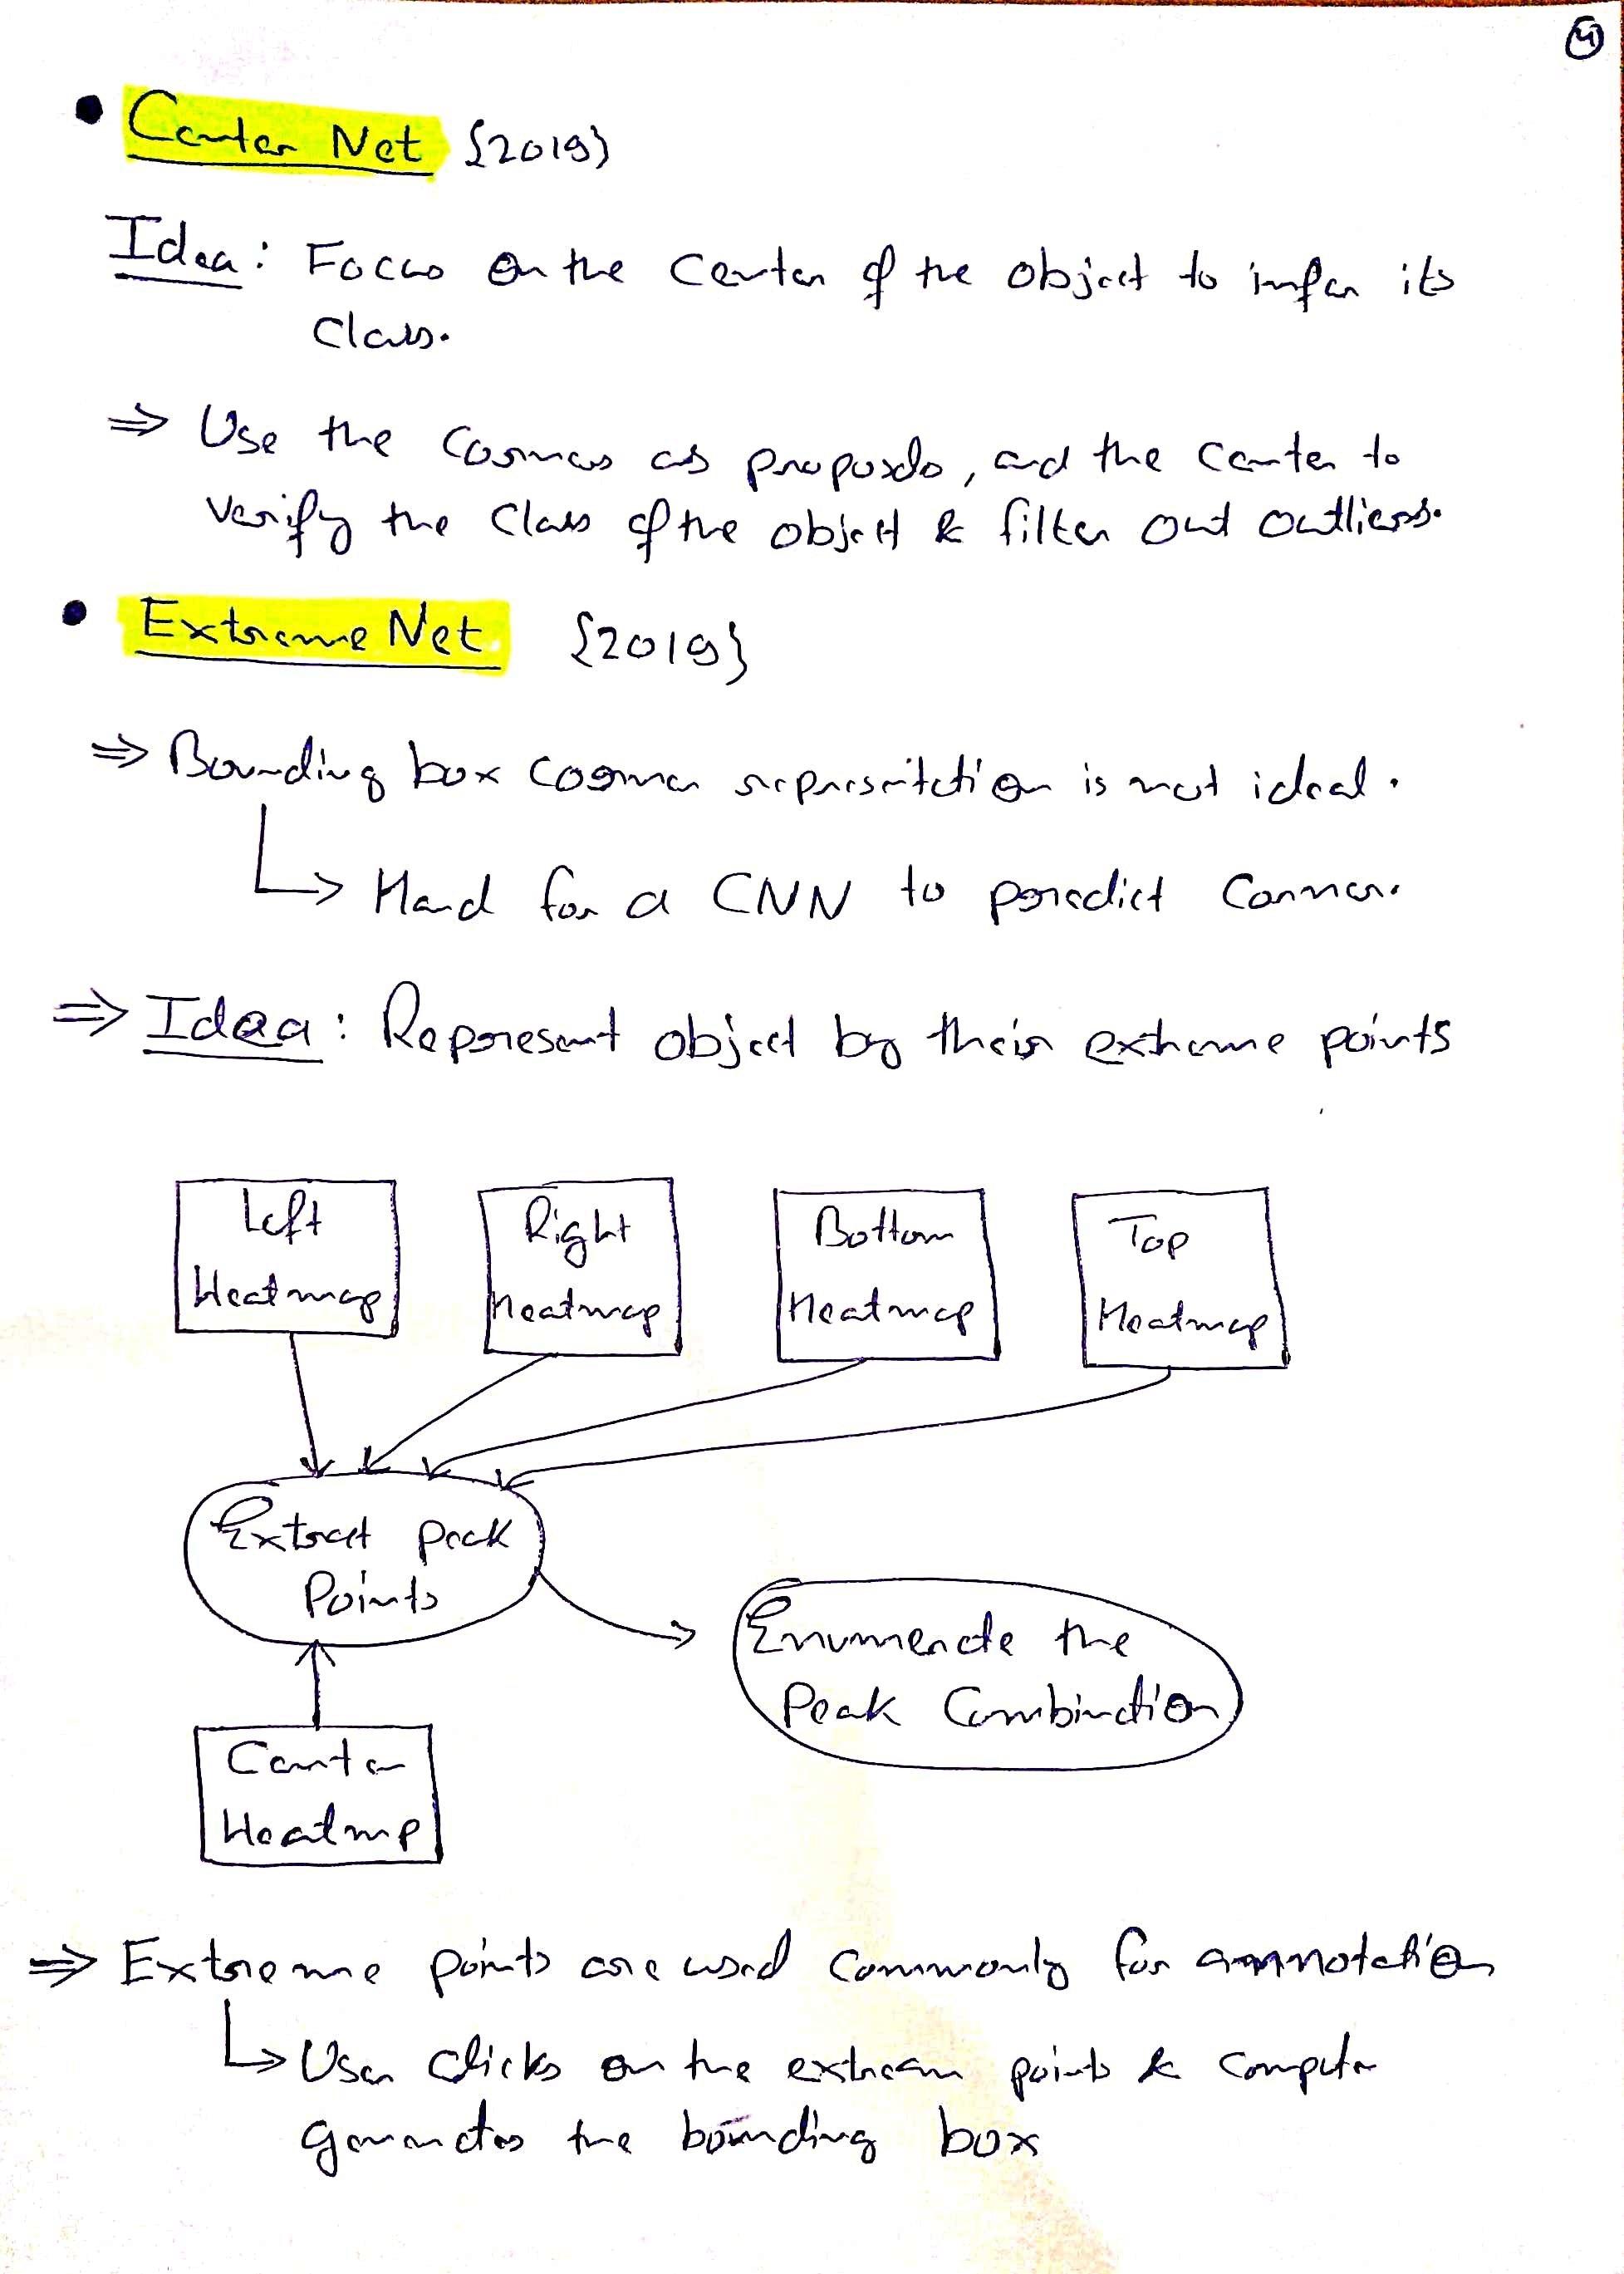 4
• Center Net {2019}
Idea: Focus on the Center of the object to infer its
Class.
⇒ Use the Corners as proposals, and the Center to
Verify the Class of the object & filter out outliers.
• Extreme Net {2019}
⇒ Bounding box Corner representation is not ideal.
↳ Hard for a CNN to predict Corner.
⇒ Idea: Represent object by their extreme points
Left
Heatmap
Right
Heatmap
Bottom
Heatmap
Top
Heatmap
Extract peak
Points
Enumerate the
Peak Combination
Center
Heatmp
⇒ Extreme points are used Commonly for annotation
↳ User Clicks on the extream points & Computer
Generates the bounding box